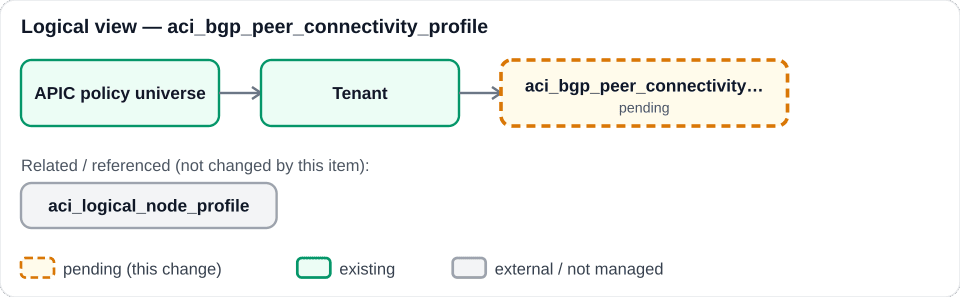 Logical view — aci_bgp_peer_connectivity_profile
APIC policy universe
Tenant
aci_bgp_peer_connectivity…
pending
Related / referenced (not changed by this item):
aci_logical_node_profile
pending (this change)
existing
external / not managed